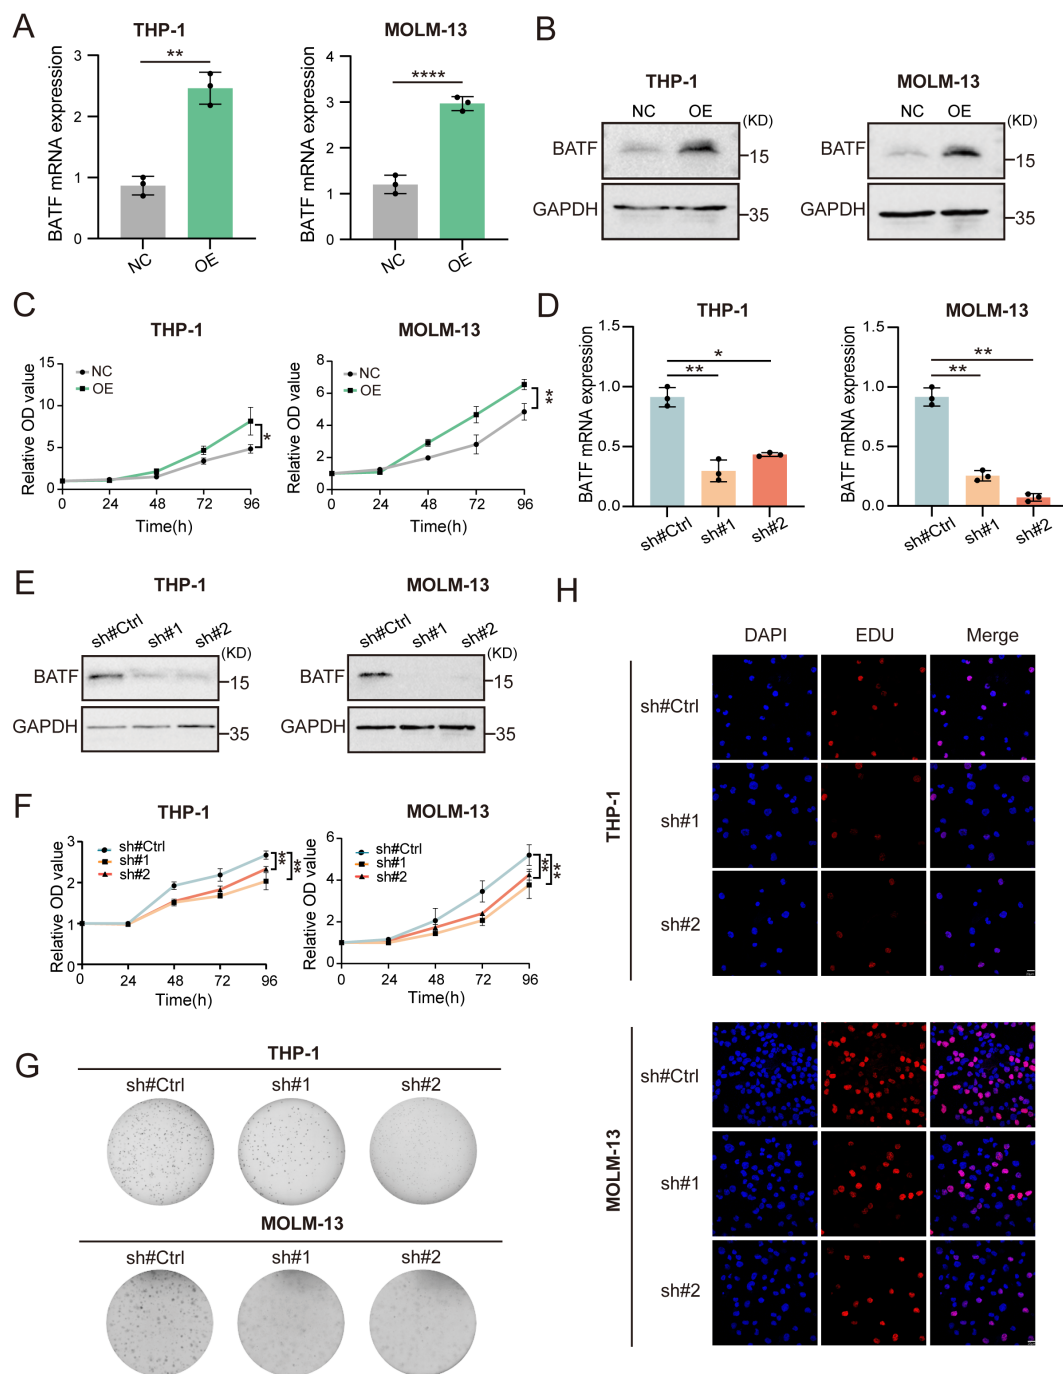 A
THP-1
BATF mRNA expression
3
2
1
0
**
NC
OE
MOLM-13
BATF mRNA expression
4
3
2
1
0
****
NC
OE
B
THP-1
NC OE (KD)
BATF
15
GAPDH
35
MOLM-13
NC OE (KD)
BATF
15
GAPDH
35
C
THP-1
Relative OD value
15
10
5
0
NC
OE
*
0 24 48 72 96
Time(h)
MOLM-13
Relative OD value
8
6
4
2
0
NC
OE
**
0 24 48 72 96
Time(h)
D
THP-1
BATF mRNA expression
1.5
1.0
0.5
0.0
*
**
sh#Ctrl
sh#1
sh#2
MOLM-13
BATF mRNA expression
1.5
1.0
0.5
0.0
**
**
sh#Ctrl
sh#1
sh#2
E
THP-1
sh#Ctrl sh#1 sh#2
(KD)
BATF
15
GAPDH
35
MOLM-13
sh#Ctrl sh#1 sh#2
(KD)
BATF
15
GAPDH
35
F
THP-1
Relative OD value
3
2
1
0
sh#Ctrl
sh#1
sh#2
**
**
0 24 48 72 96
Time(h)
MOLM-13
Relative OD value
6
4
2
0
sh#Ctrl
sh#1
sh#2
**
**
0 24 48 72 96
Time(h)
G
THP-1
sh#Ctrl sh#1 sh#2
MOLM-13
sh#Ctrl sh#1 sh#2
H
DAPI EDU Merge
THP-1
sh#Ctrl
sh#1
sh#2
MOLM-13
sh#Ctrl
sh#1
sh#2